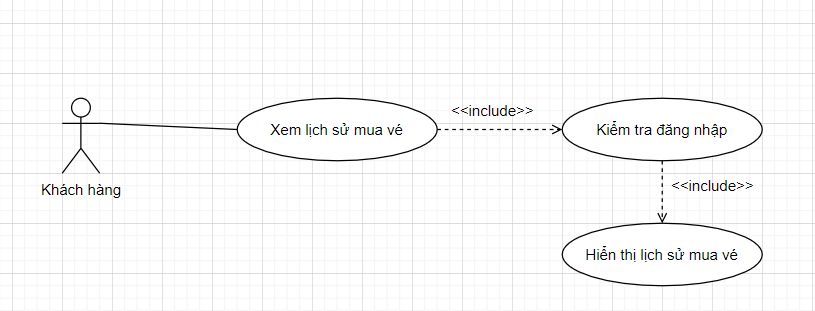 <<include>>
Xem lịch sử mua vé
Kiểm tra đăng nhập
Khách hàng
<<include>>
Hiển thị lịch sử mua vé